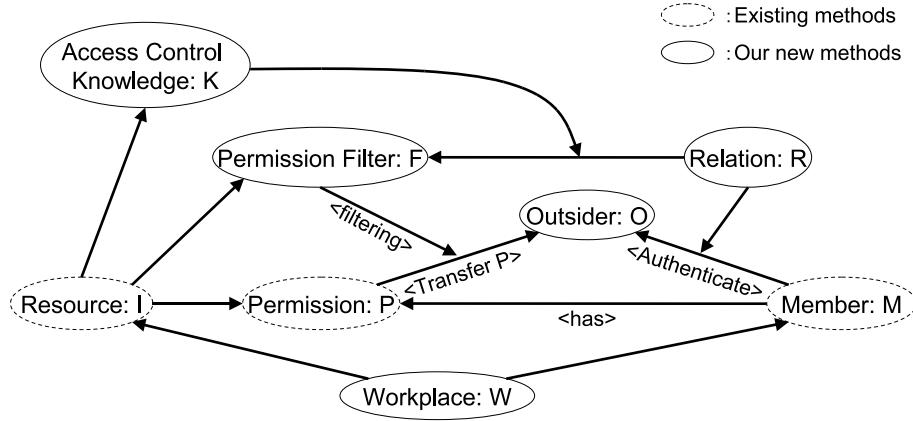 : Existing methods
: Our new methods
Access Control
Knowledge: K
Permission Filter: F
Relation: R
<filtering>
Outsider: O
<Transfer P>
<Authenticate>
Resource: I
Permission: P
<has>
Member: M
Workplace: W